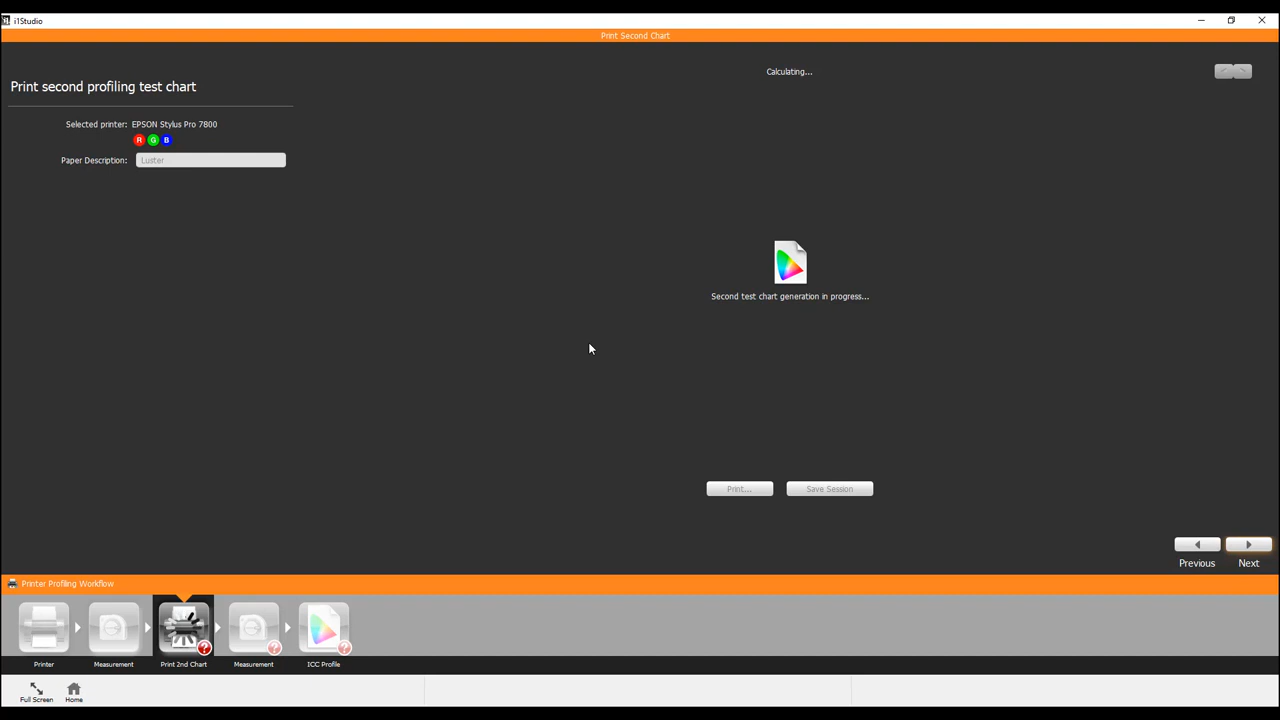 i1Studio
Print Second Chart
Calculating...
Print second profiling test chart
Selected printer: EPSON Stylus Pro 7800
R G B
Paper Description: Luster
Second test chart generation in progress...
Print... Save Session
Previous Next
Printer Profiling Workflow
? ? ?
Printer Measurement Print 2nd Chart Measurement ICC Profile
Full Screen Home